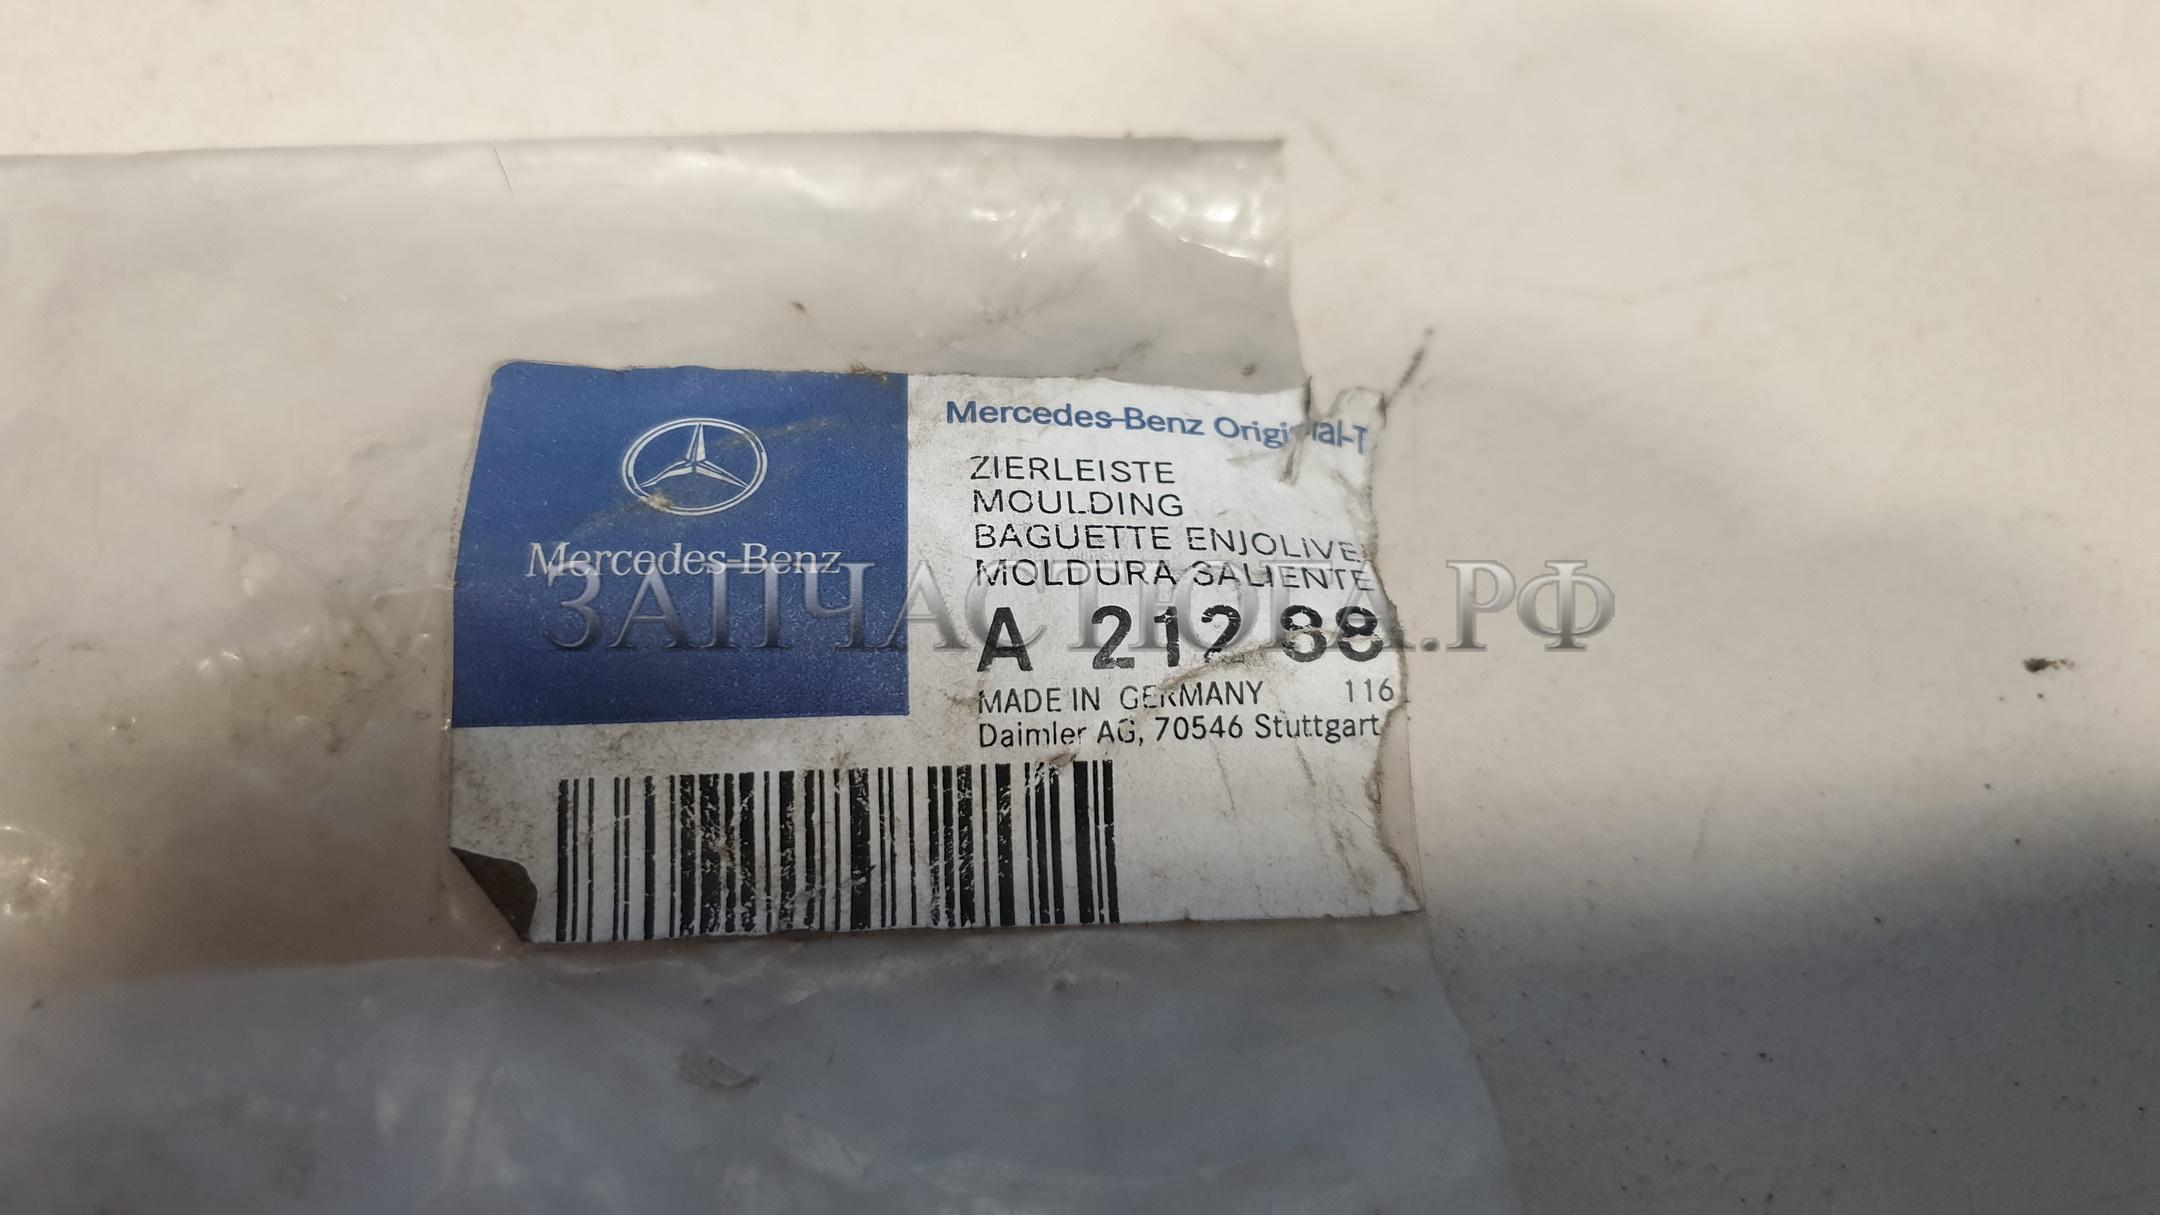 Mercedes-Benz
Mercedes-Benz Original-T
ZIERLEISTE
MOULDING
BAGUETTE ENJOLIVE
MOLDURA SALIENTE
A 212 88
MADE IN GERMANY 116
Daimler AG, 70546 Stuttgart
ЗАПЧАСТЮГА.РФ